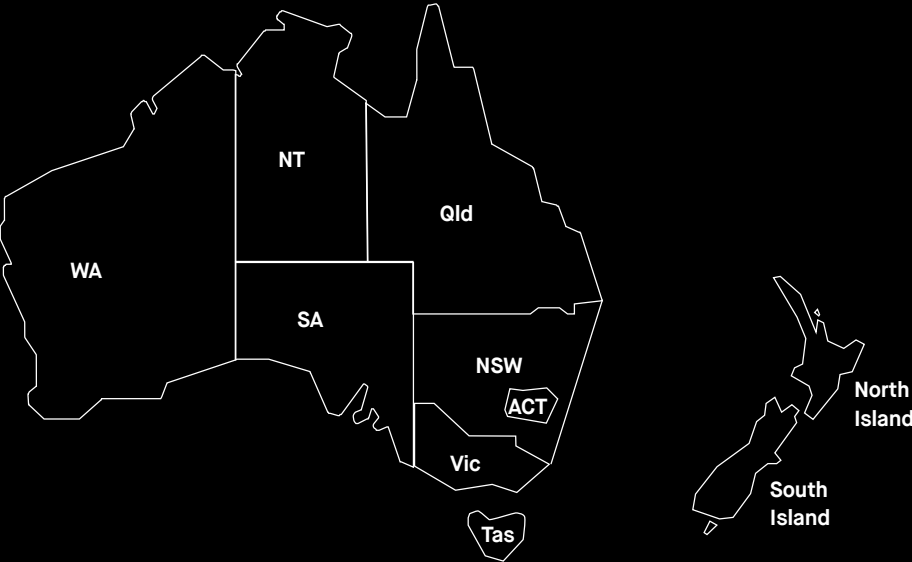 NT
Qld
WA
SA
NSW
ACT
Vic
Tas
North
Island
South
Island